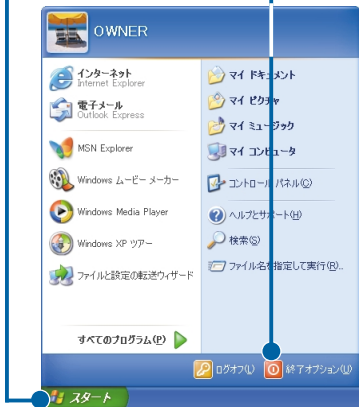 OWNER
インターネット
Internet Explorer
電子メール
Outlook Express
MSN Explorer
Windows ムービー メーカー
Windows Media Player
Windows XP ツアー
ファイルと設定の転送ウィザード
すべてのプログラム(P)
マイ ドキュメント
マイ ピクチャ
マイ ミュージック
マイ コンピュータ
コントロール パネル(C)
ヘルプとサポート(H)
検索(S)
ファイル名を指定して実行(R)...
ログオフ(L)
終了オプション(U)
スタート